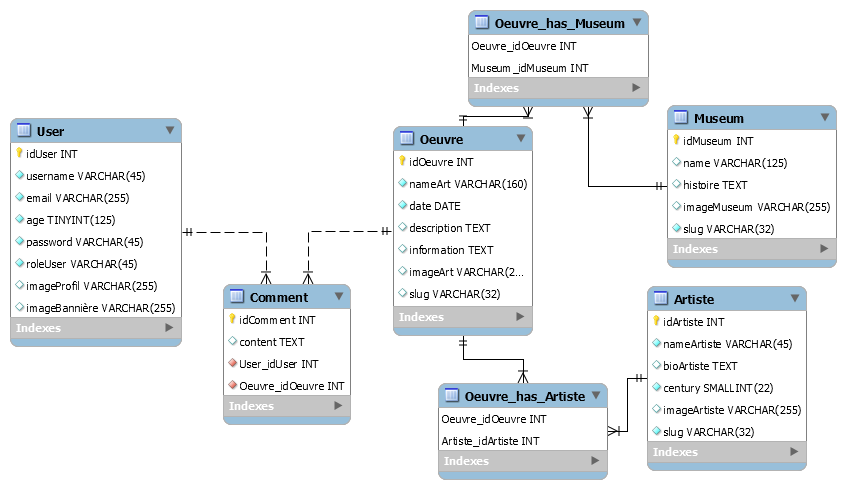 Oeuvre_has_Museum
Oeuvre_idOeuvre INT
Museum_idMuseum INT
Indexes
User
idUser INT
username VARCHAR(45)
email VARCHAR(255)
age TINYINT(125)
password VARCHAR(45)
roleUser VARCHAR(45)
imageProfil VARCHAR(255)
imageBannière VARCHAR(255)
Indexes
Oeuvre
idOeuvre INT
nameArt VARCHAR(160)
date DATE
description TEXT
information TEXT
imageArt VARCHAR(2...
slug VARCHAR(32)
Indexes
Museum
idMuseum INT
name VARCHAR(125)
histoire TEXT
imageMuseum VARCHAR(255)
slug VARCHAR(32)
Indexes
Comment
idComment INT
content TEXT
User_idUser INT
Oeuvre_idOeuvre INT
Indexes
Artiste
idArtiste INT
nameArtiste VARCHAR(45)
bioArtiste TEXT
century SMALLINT(22)
imageArtiste VARCHAR(255)
slug VARCHAR(32)
Indexes
Oeuvre_has_Artiste
Oeuvre_idOeuvre INT
Artiste_idArtiste INT
Indexes